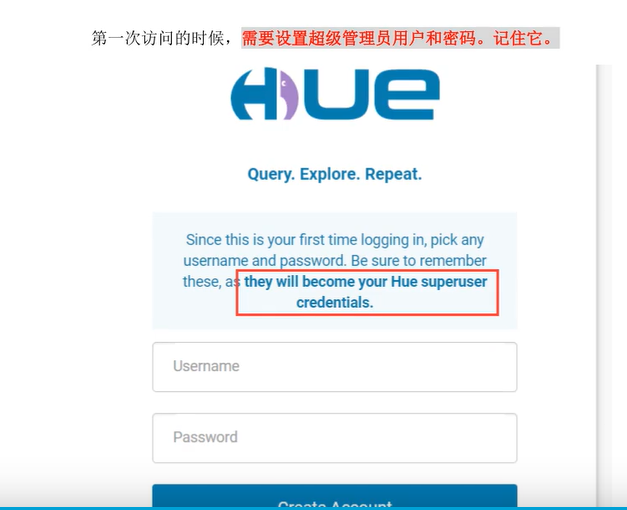 第一次访问的时候，需要设置超级管理员用户和密码。记住它。
HUE
Query. Explore. Repeat.
Since this is your first time logging in, pick any
username and password. Be sure to remember
these, as they will become your Hue superuser
credentials.
Username
Password
Create Account